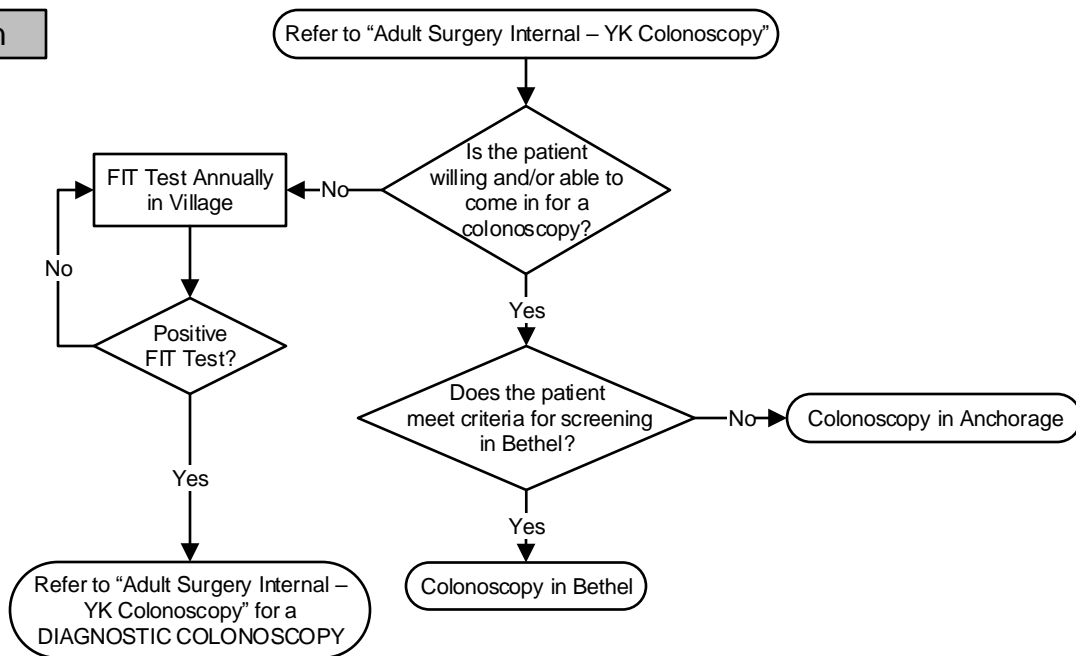 Refer to “Adult Surgery Internal – YK Colonoscopy”
Is the patient
willing and/or able to
come in for a
colonoscopy?
No
FIT Test Annually
in Village
No
Positive
FIT Test?
Yes
Refer to “Adult Surgery Internal –
YK Colonoscopy” for a
DIAGNOSTIC COLONOSCOPY
Yes
Does the patient
meet criteria for screening
in Bethel?
No
Colonoscopy in Anchorage
Yes
Colonoscopy in Bethel